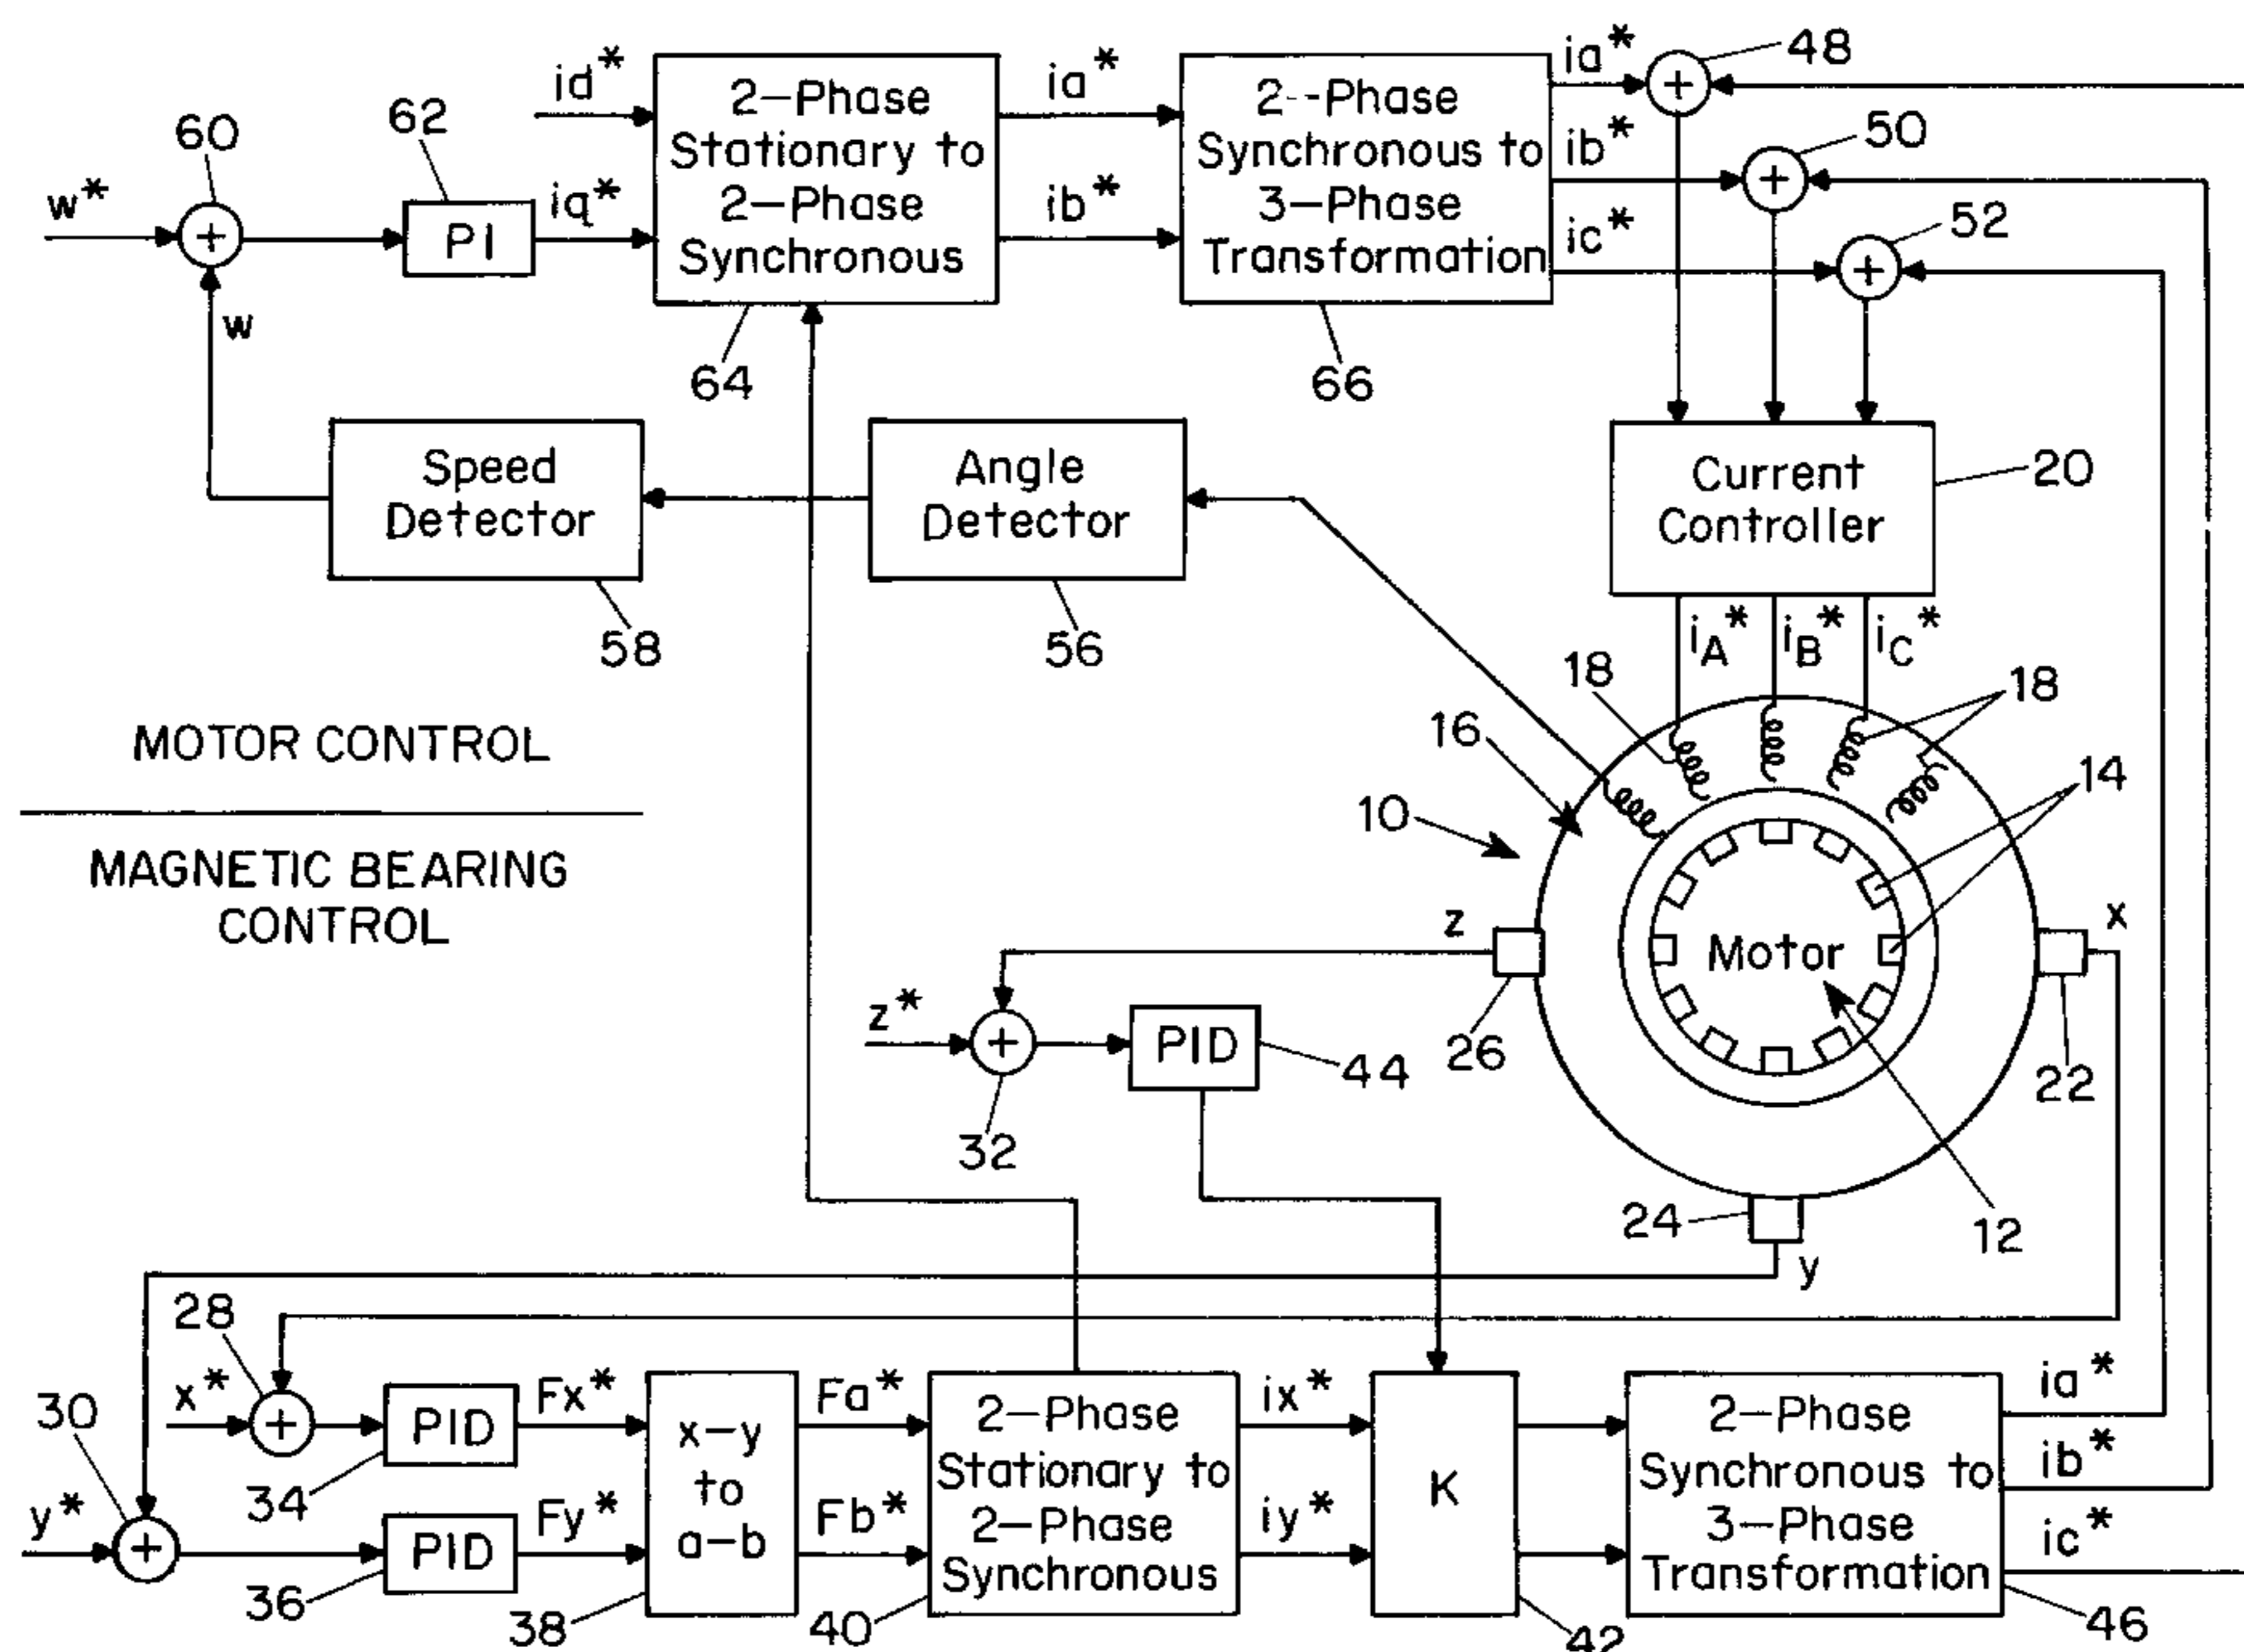 id*
2-Phase
Stationary to
2-Phase
Synchronous
ia*
ib*
2-Phase
Synchronous to
3-Phase
Transformation
ia*
ib*
ic*
48
50
52
60
62
w*
PI
iq*
w
64
66
Speed
Detector
58
Angle
Detector
56
Current
Controller
20
iA*
iB*
iC*
18
18
16
14
10
MOTOR CONTROL
MAGNETIC BEARING
CONTROL
Motor
z
x
z*
PID
44
26
22
32
24
12
y
28
x*
30
y*
PID
34
Fx*
PID
36
Fy*
x-y
to
a-b
38
Fa*
Fb*
2-Phase
Stationary to
2-Phase
Synchronous
40
ix*
iy*
K
42
2-Phase
Synchronous to
3-Phase
Transformation
46
ia*
ib*
ic*